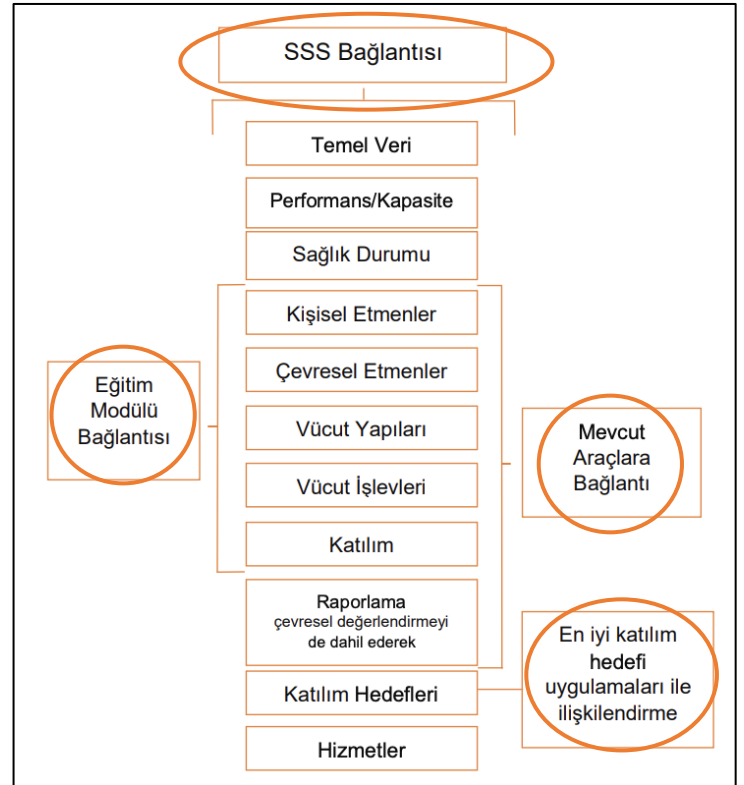 SSS Bağlantısı
Temel Veri
Performans/Kapasite
Sağlık Durumu
Kişisel Etmenler
Çevresel Etmenler
Vücut Yapıları
Vücut İşlevleri
Katılım
Raporlama
çevresel değerlendirmeyi
de dahil ederek
Katılım Hedefleri
Hizmetler
Eğitim
Modülü
Bağlantısı
Mevcut
Araçlara
Bağlantı
En iyi katılım
hedefi
uygulamaları ile
ilişkilendirme